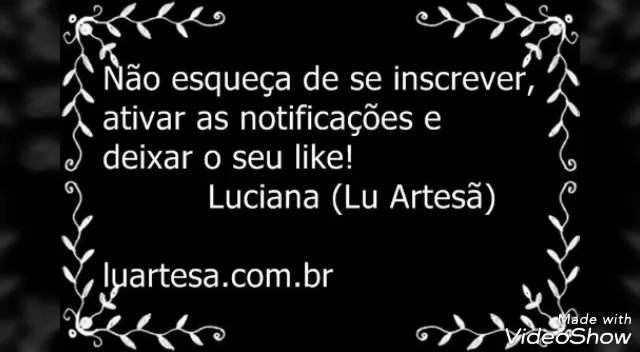 Não esqueça de se inscrever,
ativar as notificações e
deixar o seu like!
Luciana (Lu Artesã)
luartesa.com.br
Made with
VideoShow